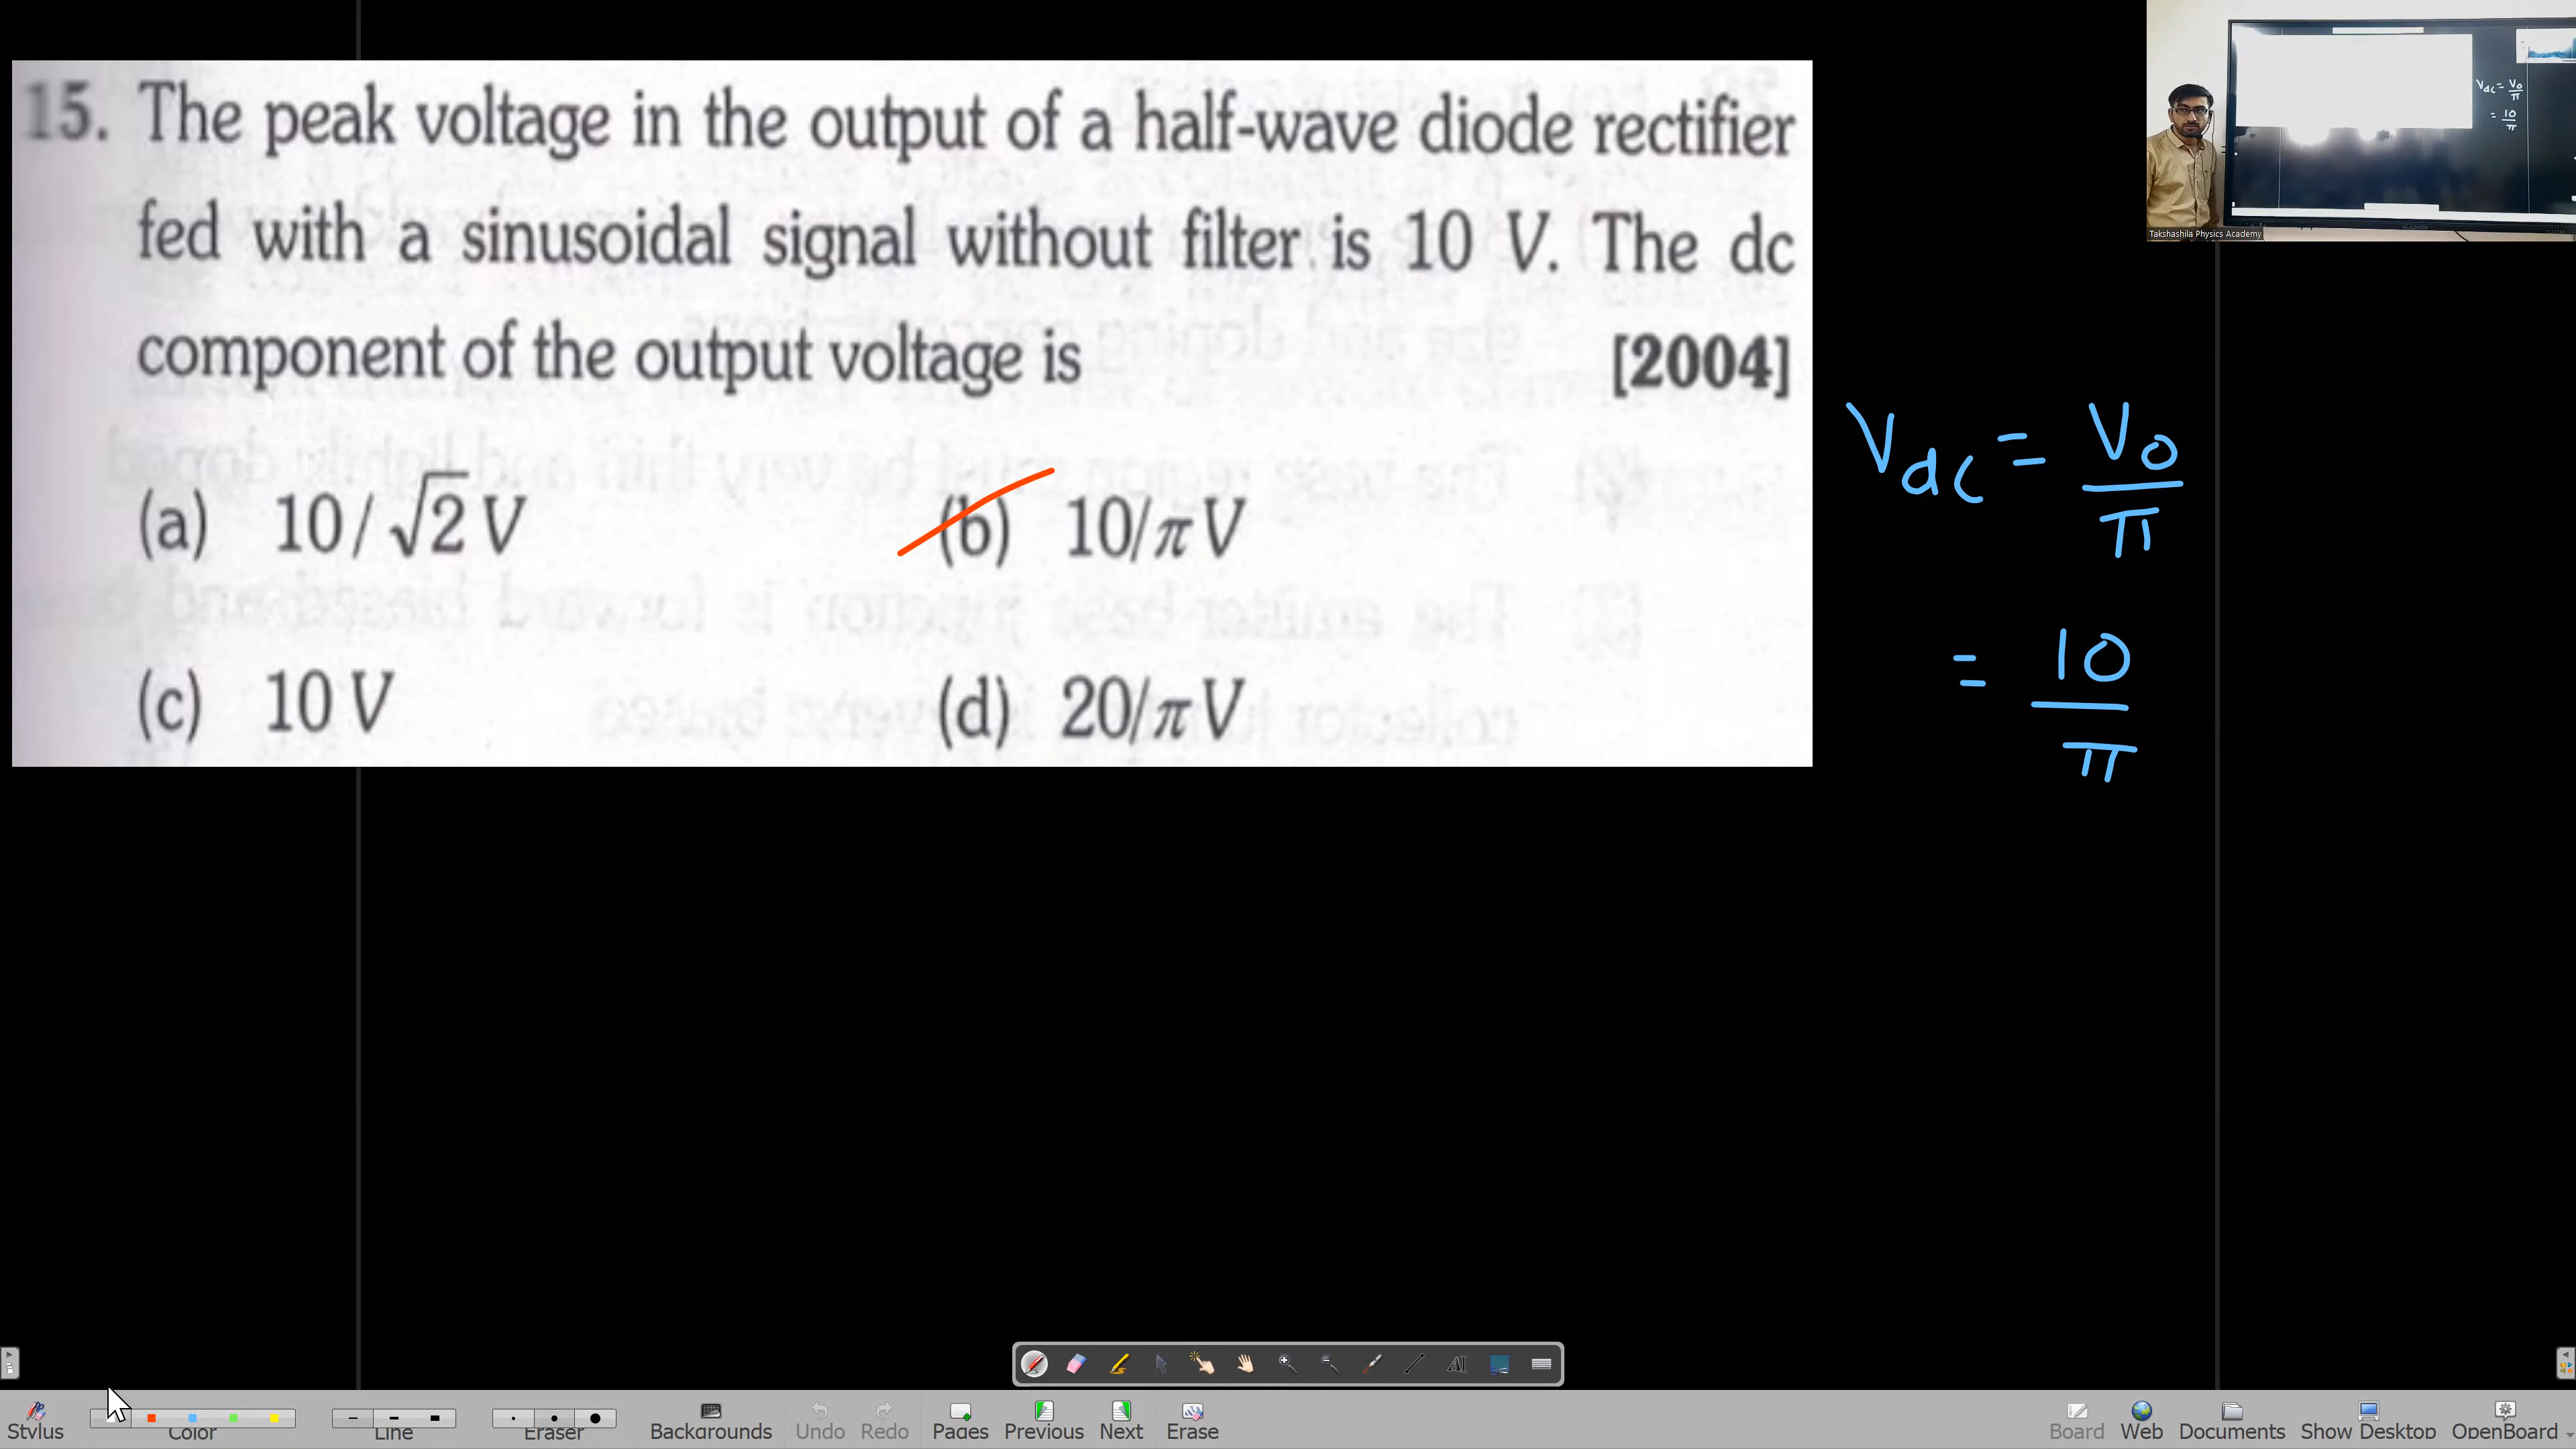 15. The peak voltage in the output of a half-wave diode rectifier
fed with a sinusoidal signal without filter is 10 V. The dc
component of the output voltage is [2004]
(a) 10/√2 V (b) 10/π V
(c) 10 V (d) 20/π V
Vdc = V0/π
= 10/π
Vdc = V0/π
= 10/π
Takshashila Physics Academy
Stylus Color Line Eraser Backgrounds Undo Redo Pages Previous Next Erase Board Web Documents Show Desktop OpenBoard